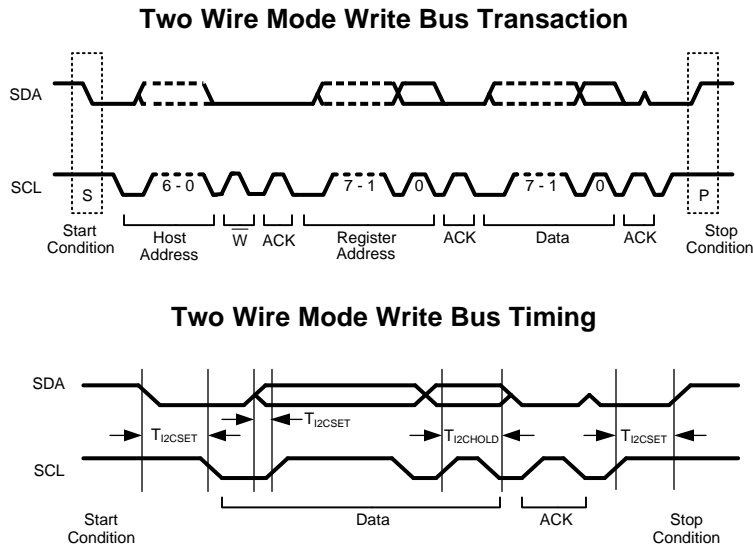 Two Wire Mode Write Bus Transaction
SDA
SCL
S
6 - 0
7 - 1
0
7 - 1
0
P
Start
Condition
Host
Address
W̅
ACK
Register
Address
ACK
Data
ACK
Stop
Condition
Two Wire Mode Write Bus Timing
SDA
TI2CSET
TI2CSET
TI2CHOLD
TI2CSET
SCL
Start
Condition
Data
ACK
Stop
Condition